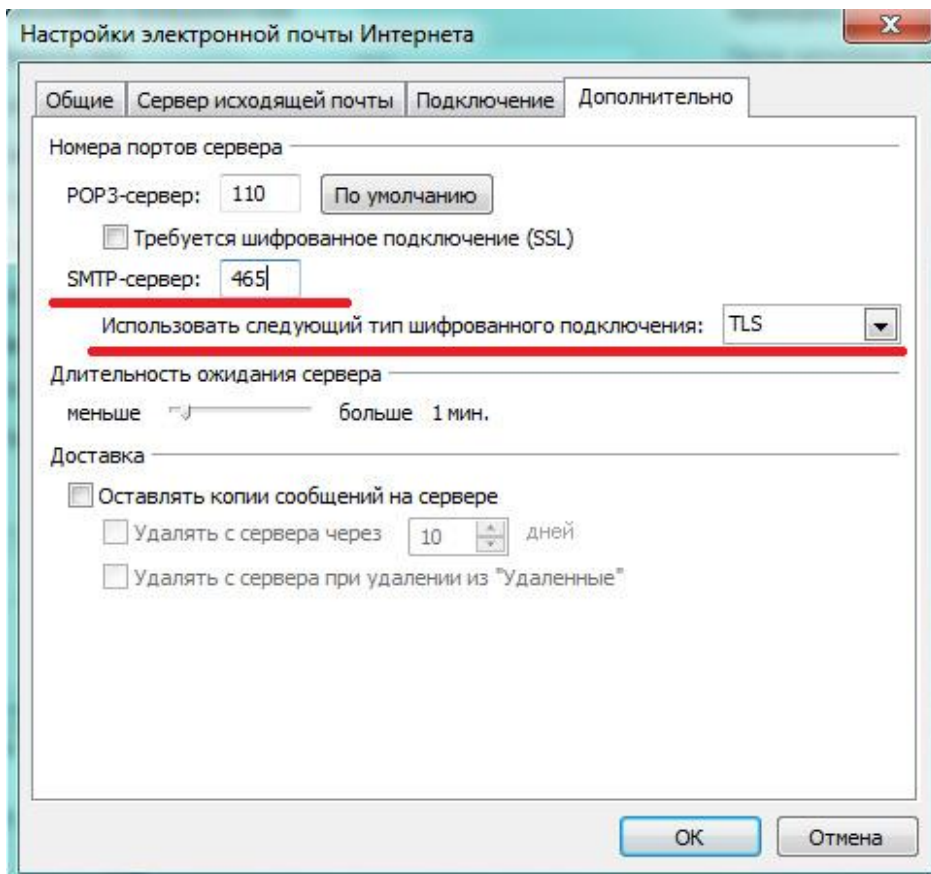 Настройки электронной почты Интернета
Общие Сервер исходящей почты Подключение Дополнительно
Номера портов сервера
POP3-сервер: 110 По умолчанию
Требуется шифрованное подключение (SSL)
SMTP-сервер: 465
Использовать следующий тип шифрованного подключения: TLS
Длительность ожидания сервера
меньше больше 1 мин.
Доставка
Оставлять копии сообщений на сервере
Удалять с сервера через 10 дней
Удалять с сервера при удалении из "Удаленные"
ОК Отмена